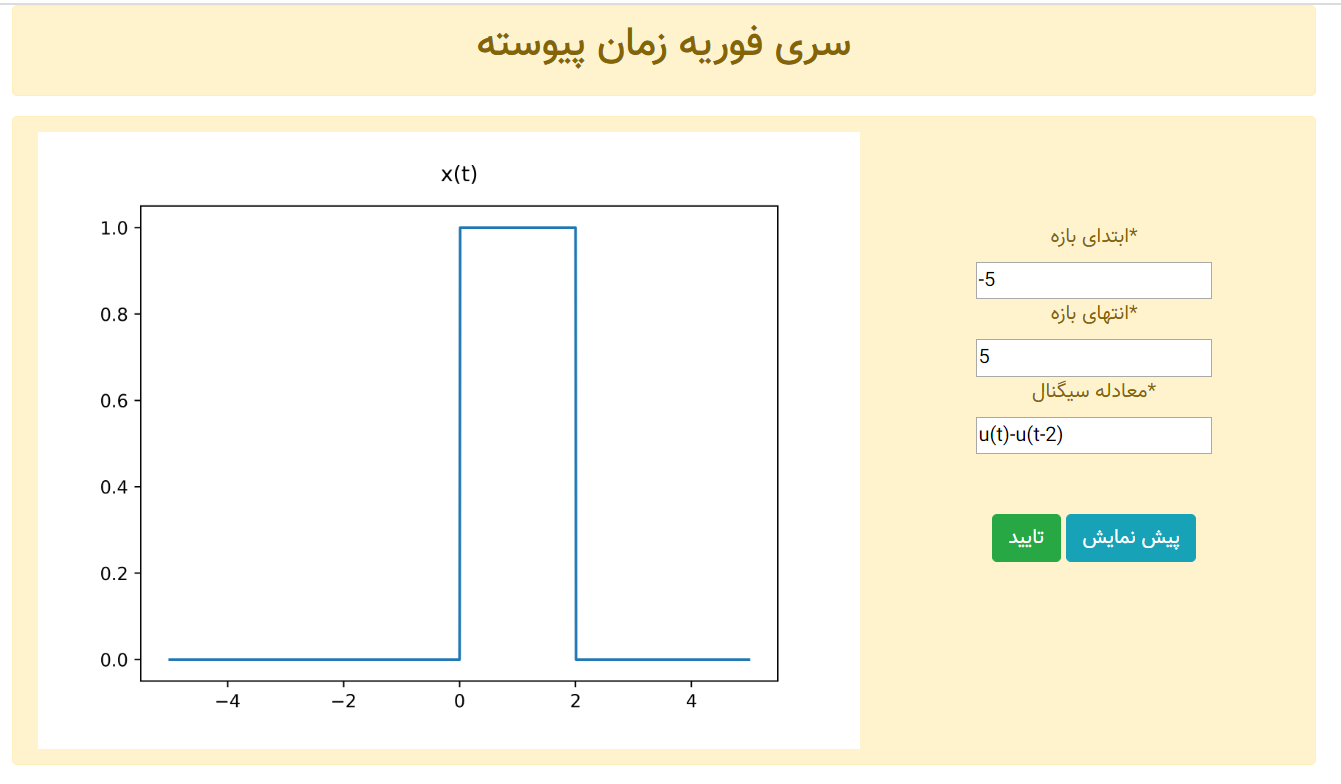 سری فوریه زمان پیوسته
x(t)
1.0
0.8
0.6
0.4
0.2
0.0
−4 −2 0 2 4
*ابتدای بازه
-5
*انتهای بازه
5
*معادله سیگنال
u(t)-u(t-2)
پیش نمایش تایید